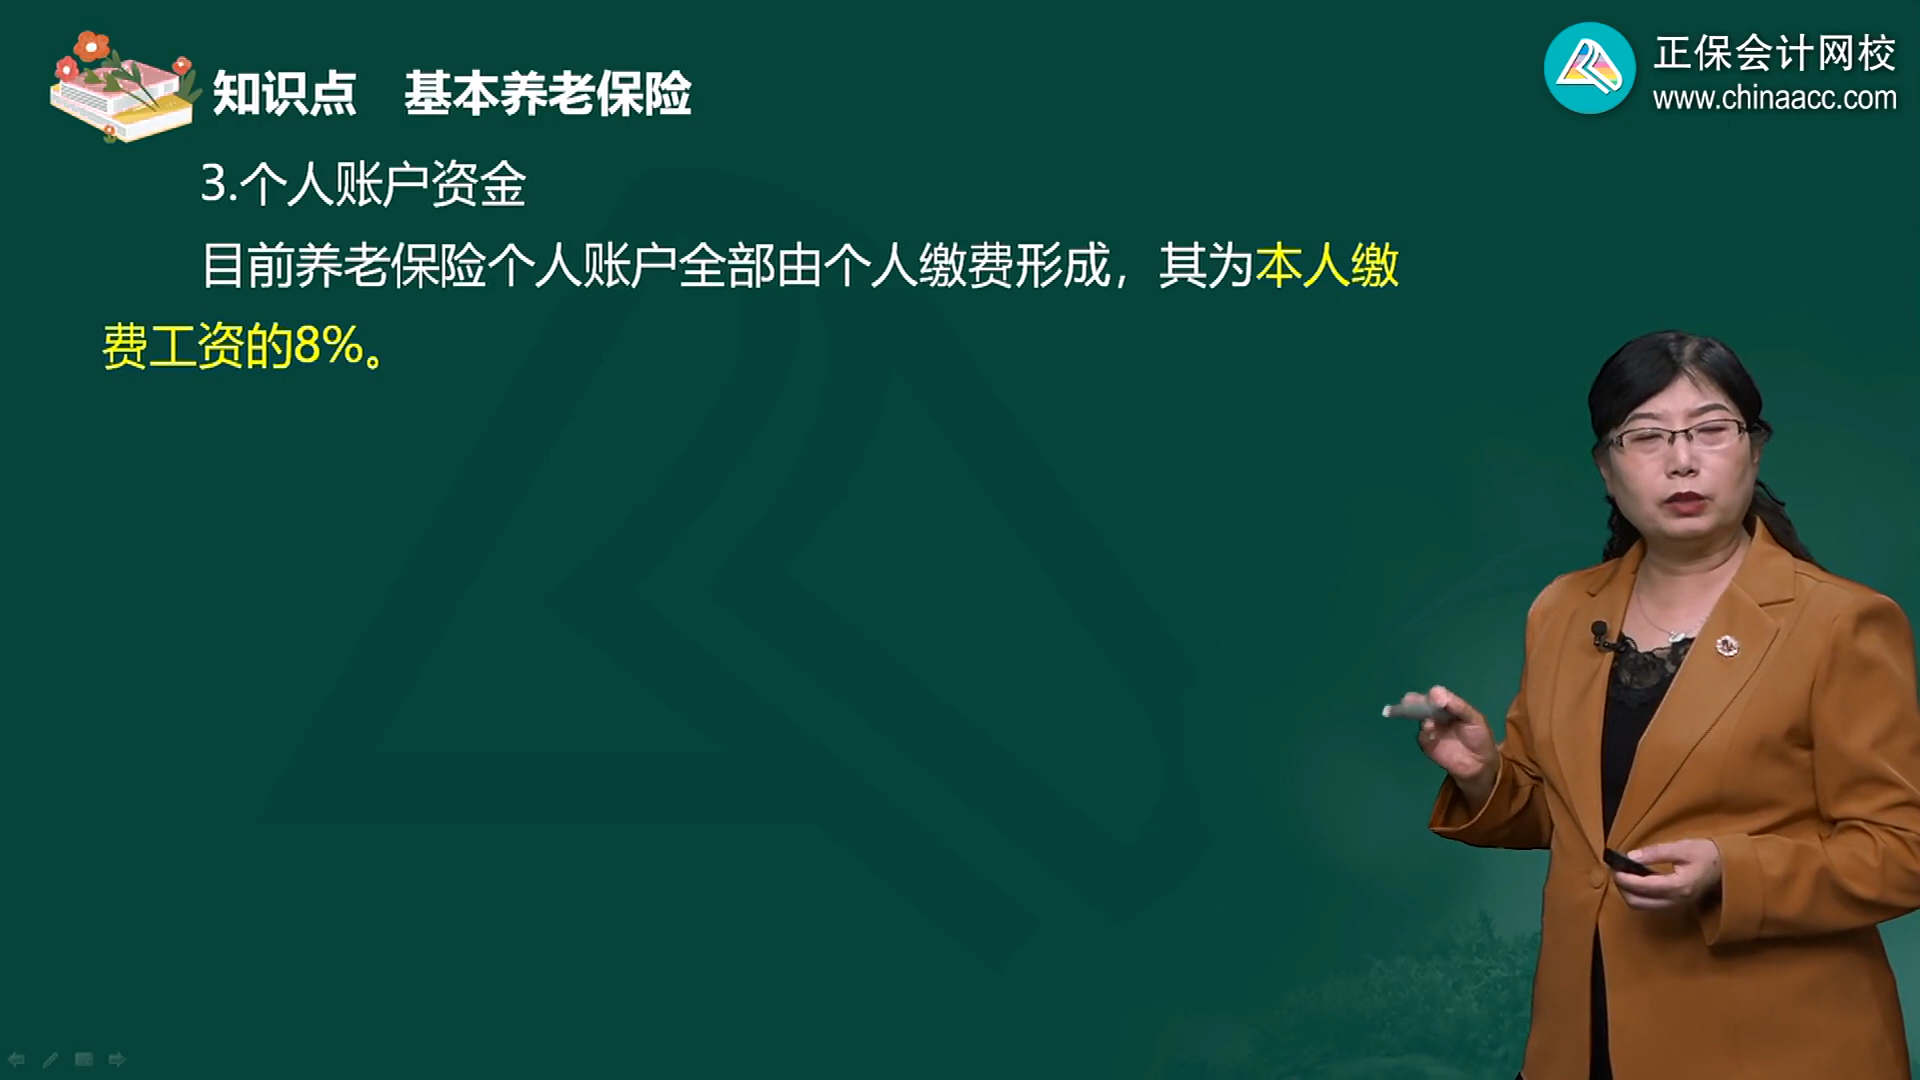 知识点　基本养老保险
正保会计网校
www.chinaacc.com
3.个人账户资金
目前养老保险个人账户全部由个人缴费形成，其为本人缴
费工资的8%。